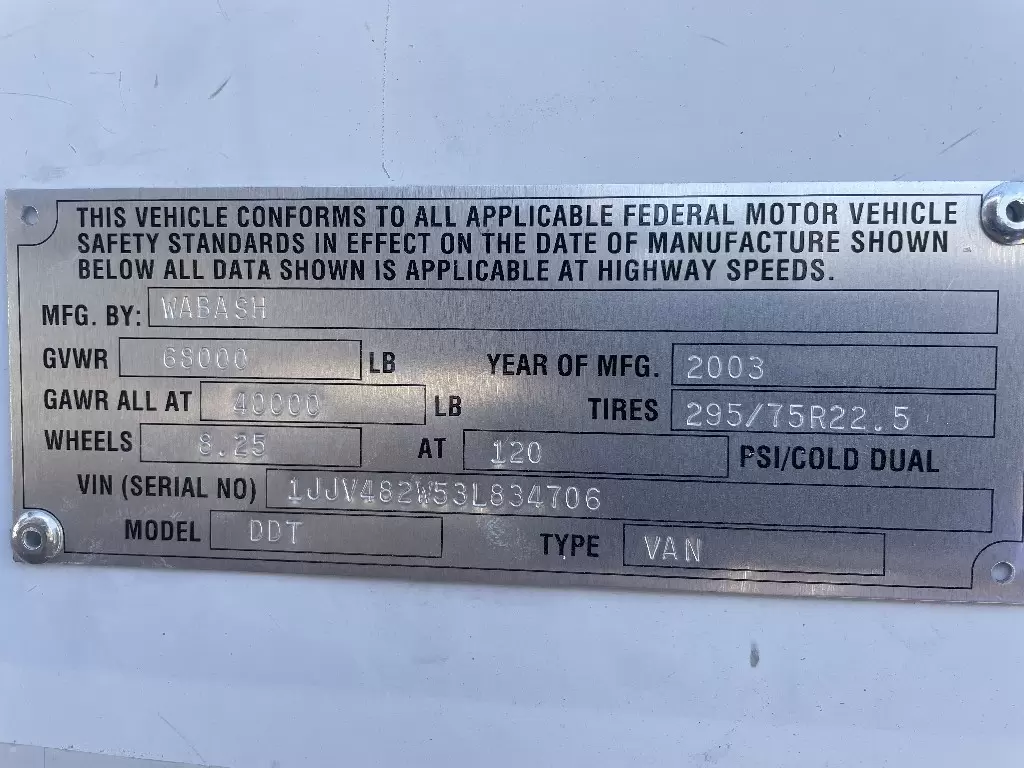 THIS VEHICLE CONFORMS TO ALL APPLICABLE FEDERAL MOTOR VEHICLE
SAFETY STANDARDS IN EFFECT ON THE DATE OF MANUFACTURE SHOWN
BELOW ALL DATA SHOWN IS APPLICABLE AT HIGHWAY SPEEDS.
MFG. BY: WABASH
GVWR 68000 LB YEAR OF MFG. 2003
GAWR ALL AT 40000 LB TIRES 295/75R22.5
WHEELS 8.25 AT 120 PSI/COLD DUAL
VIN (SERIAL NO) 1JJV482W53L834706
MODEL DDT TYPE VAN